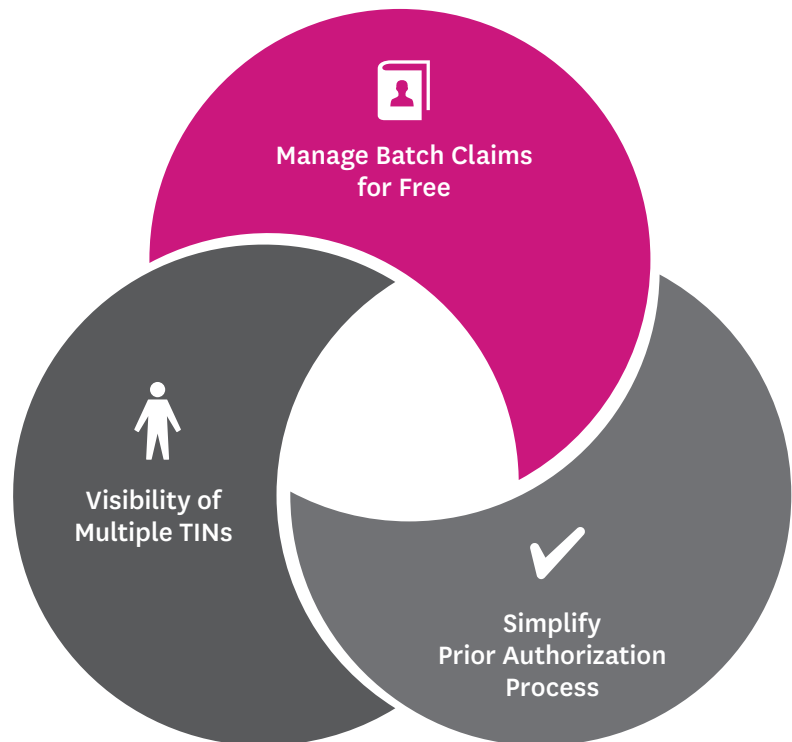 Manage Batch Claims
for Free
Visibility of
Multiple TINs
Simplify
Prior Authorization
Process